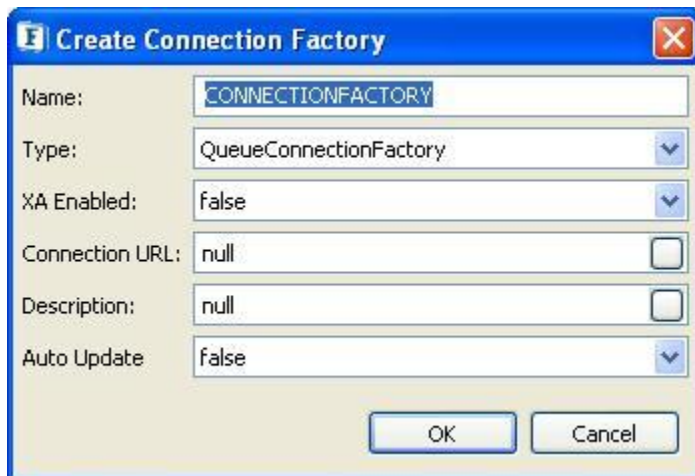 F Create Connection Factory
Name: CONNECTIONFACTORY
Type: QueueConnectionFactory
XA Enabled: false
Connection URL: null
Description: null
Auto Update false
OK Cancel